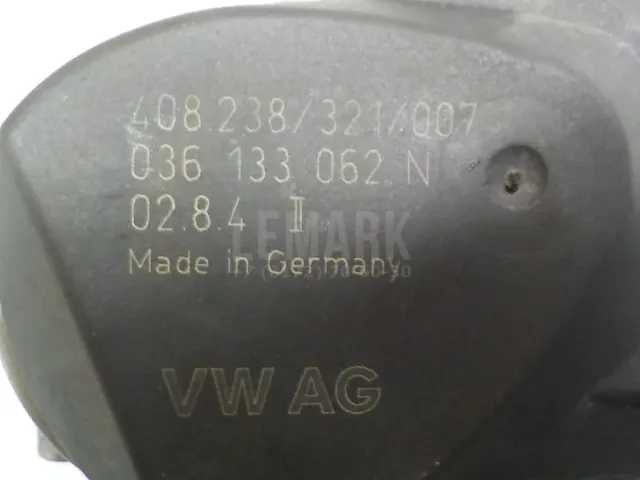 408.238/321/007
036 133 062 N
02.8.4 II
LEMARK
Made in Germany
VW AG